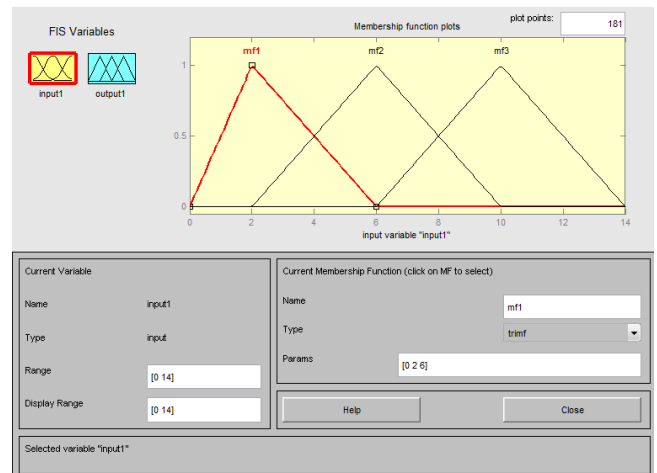 FIS Variables
Membership function plots
plot points:
181
input1
output1
mf1
mf2
mf3
1
0.5
0
0
2
4
6
8
10
12
14
input variable "input1"
Current Variable
Name
input1
Type
input
Range
[0 14]
Display Range
[0 14]
Current Membership Function (click on MF to select)
Name
mf1
Type
trimf
Params
[0 2 6]
Help
Close
Selected variable "input1"